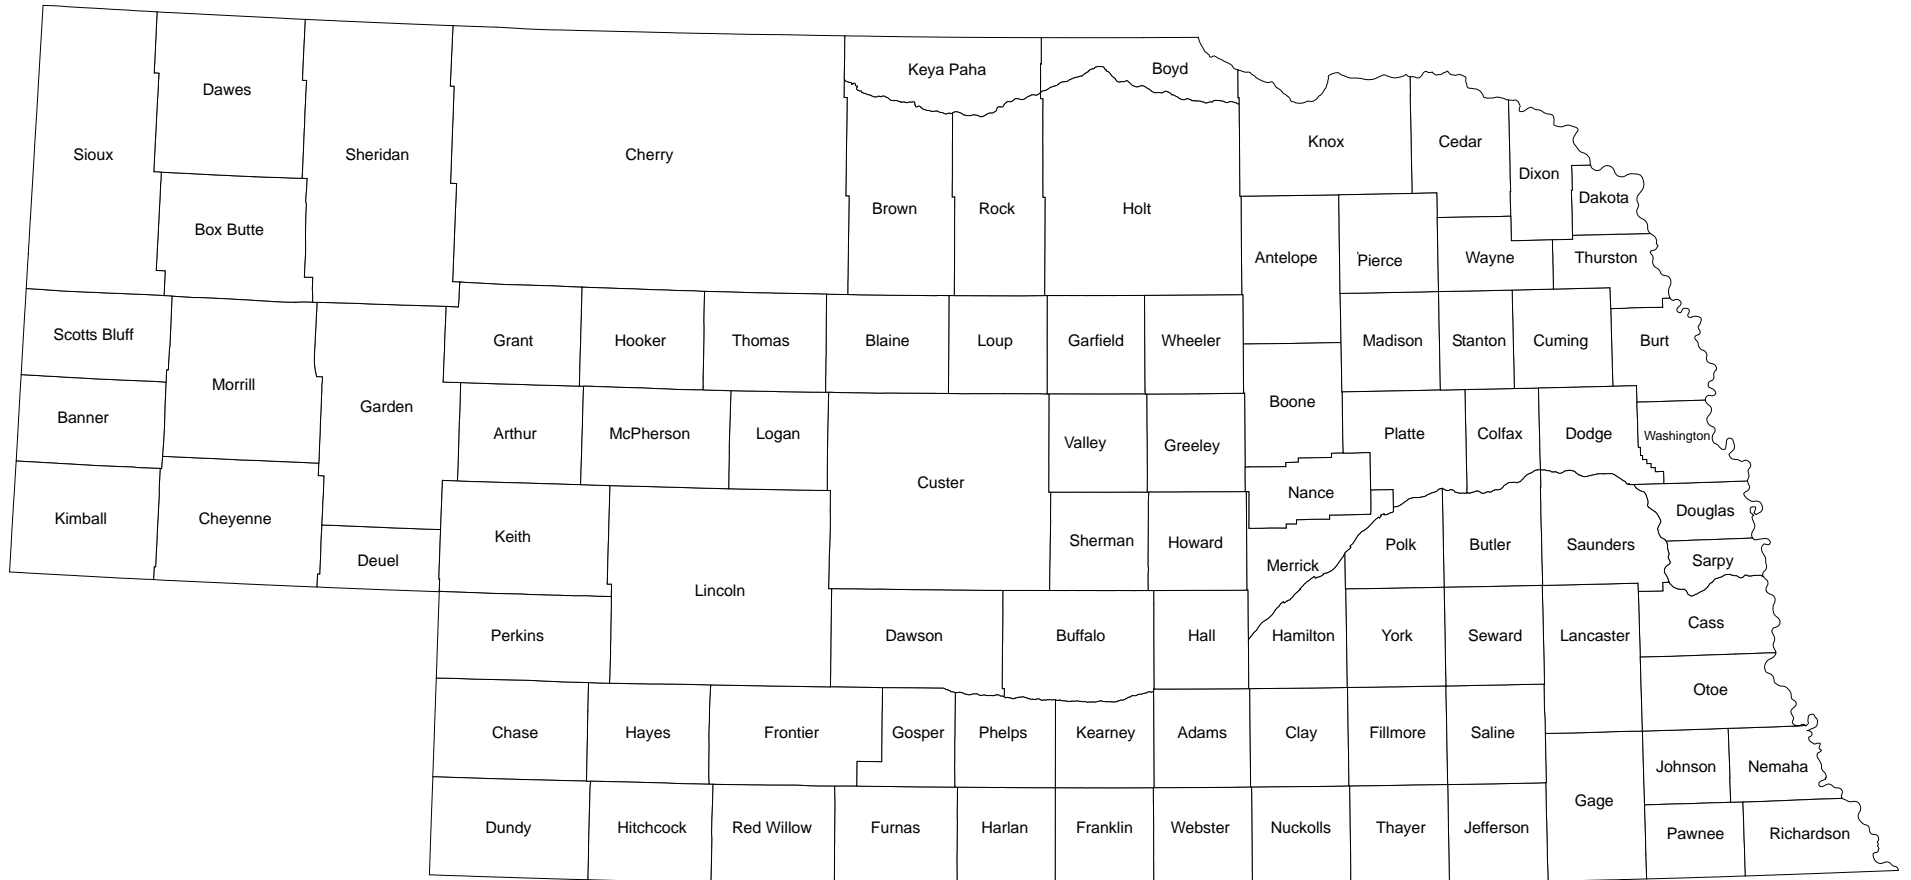 Keya Paha
Boyd
Dawes
Sioux
Sheridan
Cherry
Knox
Cedar
Dixon
Dakota
Brown
Rock
Holt
Box Butte
Antelope
Pierce
Wayne
Thurston
Scotts Bluff
Morrill
Garden
Grant
Hooker
Thomas
Blaine
Loup
Garfield
Wheeler
Madison
Stanton
Cuming
Burt
Banner
Boone
Arthur
McPherson
Logan
Valley
Greeley
Platte
Colfax
Dodge
Washington
Custer
Nance
Kimball
Cheyenne
Keith
Douglas
Deuel
Sherman
Howard
Merrick
Polk
Butler
Saunders
Sarpy
Lincoln
Perkins
Dawson
Buffalo
Hall
Hamilton
York
Seward
Lancaster
Cass
Otoe
Chase
Hayes
Frontier
Gosper
Phelps
Kearney
Adams
Clay
Fillmore
Saline
Johnson
Nemaha
Gage
Dundy
Hitchcock
Red Willow
Furnas
Harlan
Franklin
Webster
Nuckolls
Thayer
Jefferson
Pawnee
Richardson